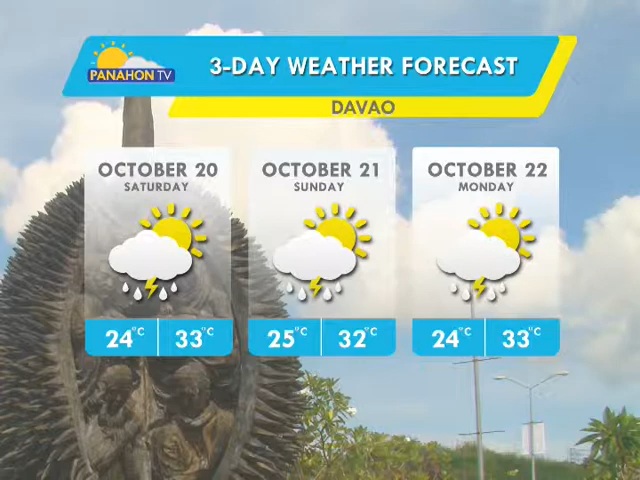 PANAHON TV
3-DAY WEATHER FORECAST
DAVAO
OCTOBER 20
SATURDAY
24°C
33°C
OCTOBER 21
SUNDAY
25°C
32°C
OCTOBER 22
MONDAY
24°C
33°C